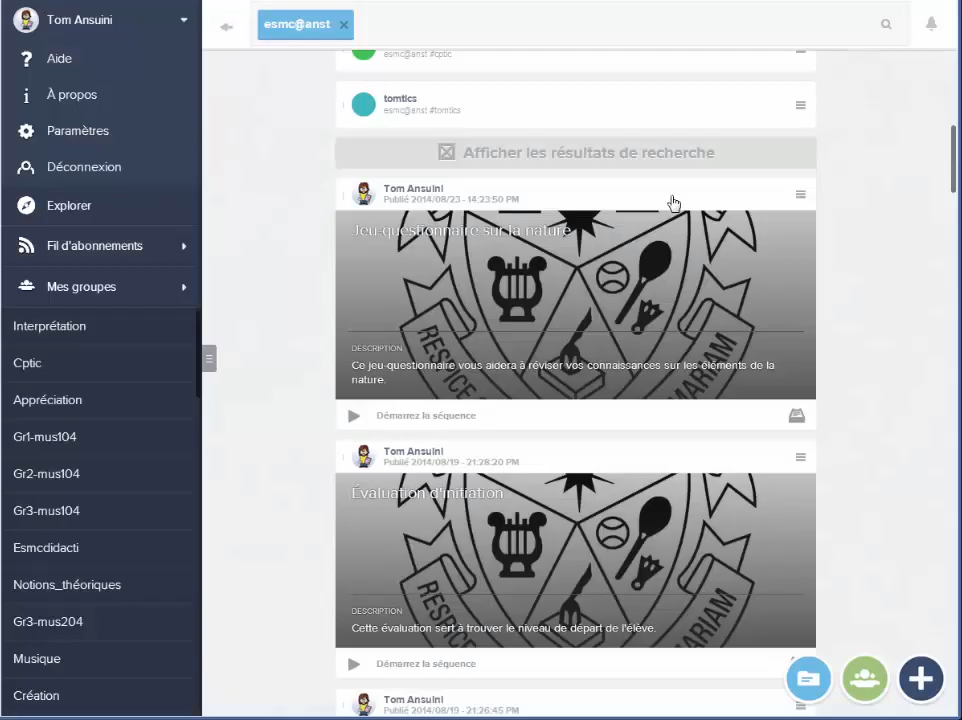 Tom Ansuini
Aide
À propos
Paramètres
Déconnexion
Explorer
Fil d'abonnements
Mes groupes
Interprétation
Cptic
Appréciation
Gr1-mus104
Gr2-mus104
Gr3-mus104
Esmcdidacti
Notions_théoriques
Gr3-mus204
Musique
Création
esmc@anst ×
esmc@anst #cptic
tomtics
esmc@anst #tomtics
Afficher les résultats de recherche
Tom Ansuini
Publié 2014/08/23 - 14:23:50 PM
Jeu-questionnaire sur la nature
RESPICE
MARIAM
DESCRIPTION
Ce jeu-questionnaire vous aidera à réviser vos connaissances sur les éléments de la
nature.
Démarrez la séquence
Tom Ansuini
Publié 2014/08/19 - 21:28:20 PM
Évaluation d'initiation
RESPICE
MARIAM
DESCRIPTION
Cette évaluation sert à trouver le niveau de départ de l'élève.
Démarrez la séquence
Tom Ansuini
Publié 2014/08/19 - 21:26:45 PM